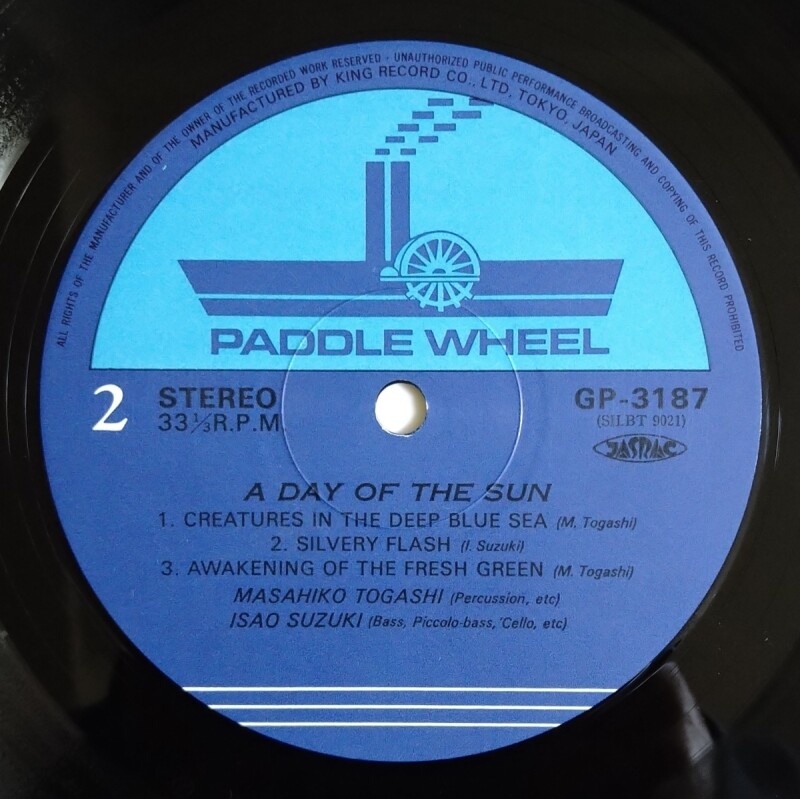 ALL RIGHTS OF THE MANUFACTURER AND OF THE OWNER OF THE RECORDED WORK RESERVED - UNAUTHORIZED PUBLIC PERFORMANCE BROADCASTING AND COPYING OF THIS RECORD PROHIBITED
MANUFACTURED BY KING RECORD CO., LTD, TOKYO, JAPAN
PADDLE WHEEL
2
STEREO
33 1/3 R.P.M.
GP-3187
(SILBT 9021)
JASRAC
A DAY OF THE SUN
1. CREATURES IN THE DEEP BLUE SEA (M. Togashi)
2. SILVERY FLASH (I. Suzuki)
3. AWAKENING OF THE FRESH GREEN (M. Togashi)
MASAHIKO TOGASHI (Percussion, etc)
ISAO SUZUKI (Bass, Piccolo-bass, 'Cello, etc)